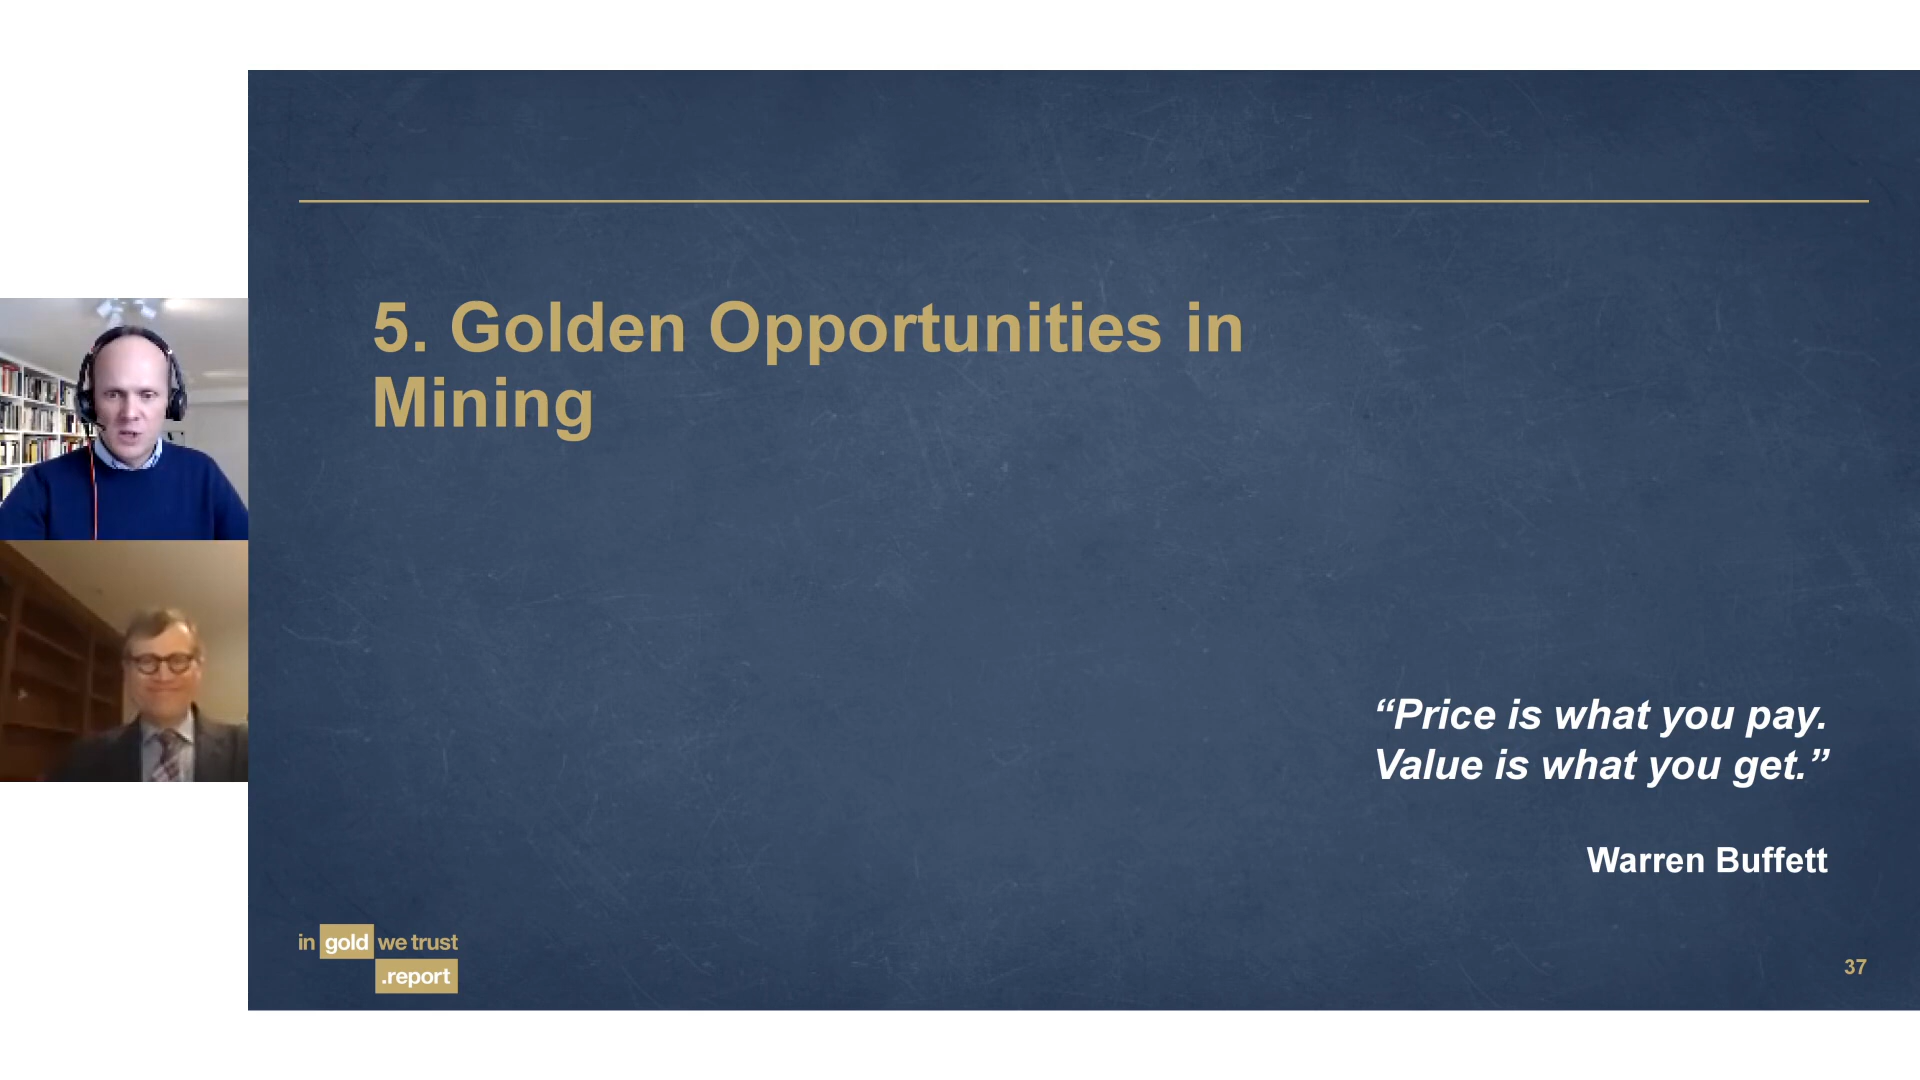 5. Golden Opportunities in
Mining
“Price is what you pay.
Value is what you get.”
Warren Buffett
in gold we trust
.report
37